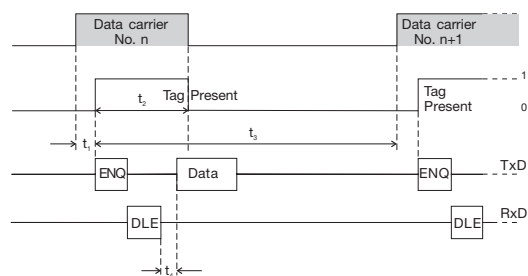 Data carrier
No. n
Data carrier
No. n+1
1
0
t₂
Tag Present
Tag
Present
t₁
t₃
TxD
ENQ
Data
ENQ
RxD
DLE
DLE